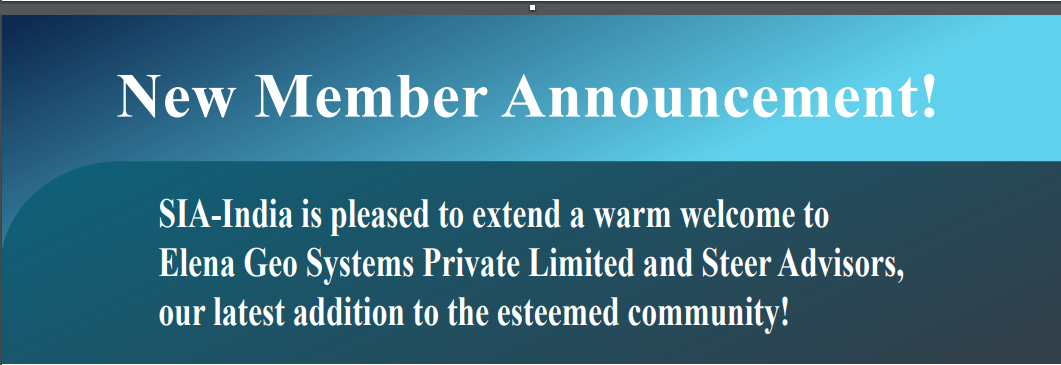 New Member Announcement!
SIA-India is pleased to extend a warm welcome to
Elena Geo Systems Private Limited and Steer Advisors,
our latest addition to the esteemed community!